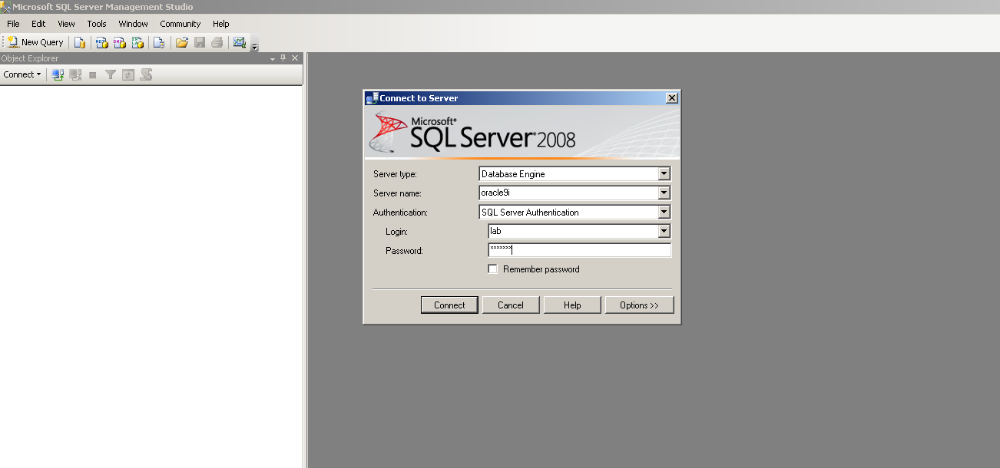 Microsoft SQL Server Management Studio
File Edit View Tools Window Community Help
New Query
Object Explorer
Connect
Connect to Server
Microsoft®
SQL Server® 2008
Server type: Database Engine
Server name: oracle9i
Authentication: SQL Server Authentication
Login: lab
Password: *******
Remember password
Connect Cancel Help Options >>